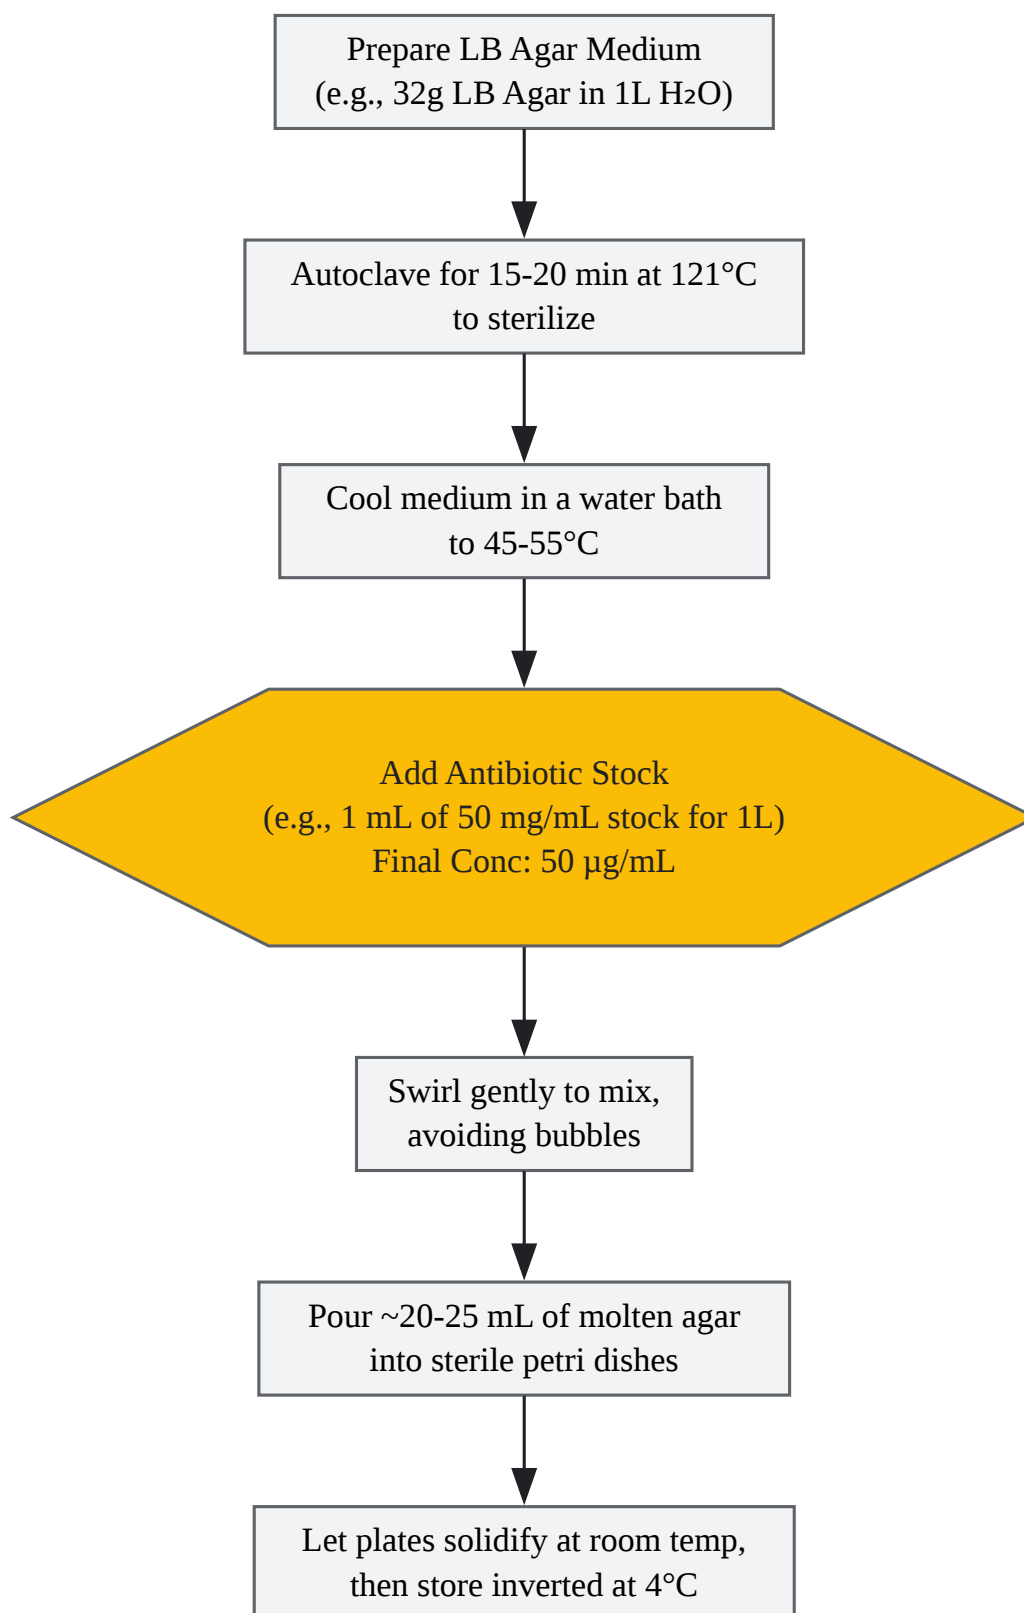 Prepare LB Agar Medium
(e.g., 32g LB Agar in 1L H₂O)
Autoclave for 15-20 min at 121°C
to sterilize
Cool medium in a water bath
to 45-55°C
Add Antibiotic Stock
(e.g., 1 mL of 50 mg/mL stock for 1L)
Final Conc: 50 µg/mL
Swirl gently to mix,
avoiding bubbles
Pour ~20-25 mL of molten agar
into sterile petri dishes
Let plates solidify at room temp,
then store inverted at 4°C